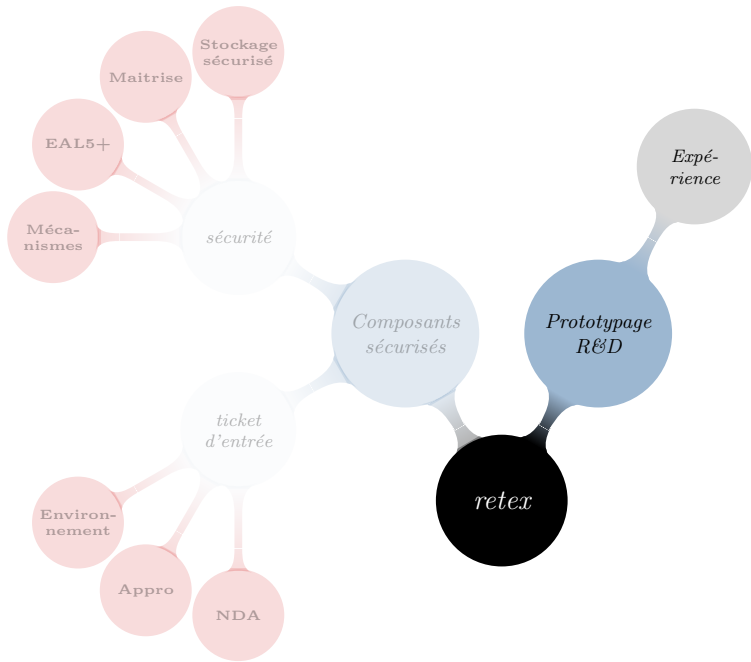 Stockage
sécurisé
Maitrise
EAL5+
Méca-
nismes
sécurité
Expé-
rience
Composants
sécurisés
Prototypage
R&D
ticket
d'entrée
retex
Environ-
nement
Appro
NDA